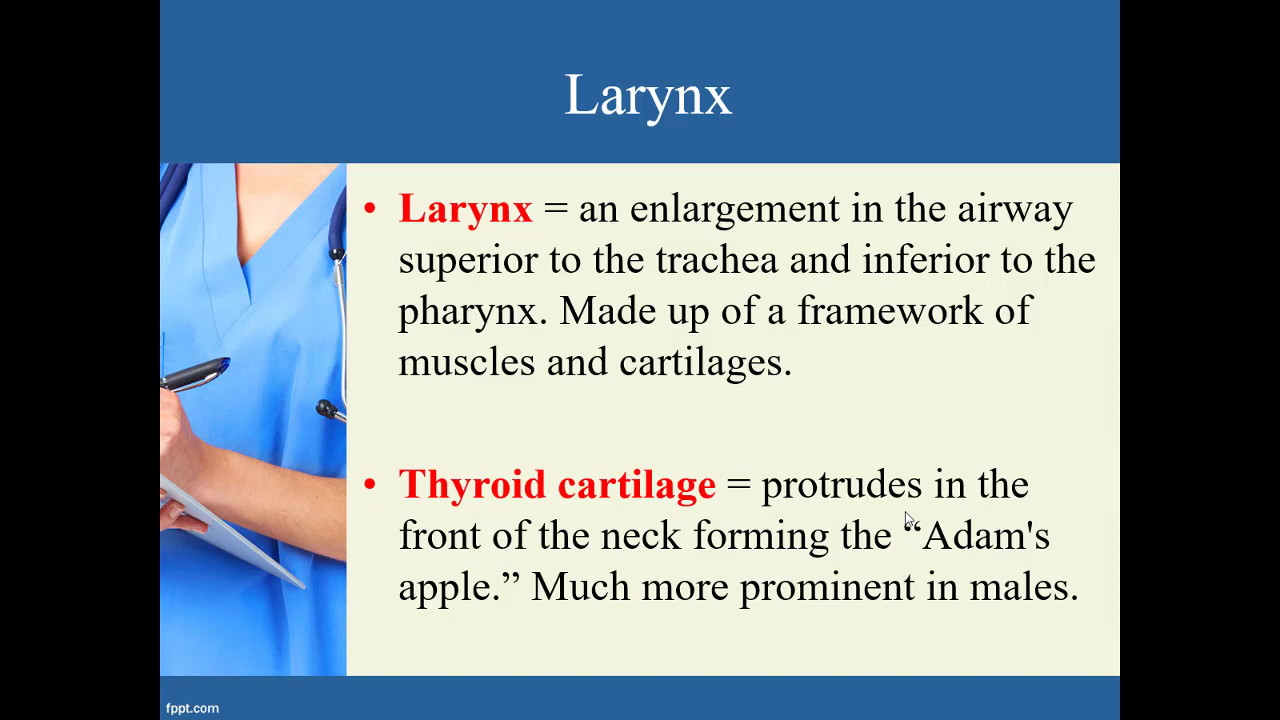 Larynx
• Larynx = an enlargement in the airway
superior to the trachea and inferior to the
pharynx. Made up of a framework of
muscles and cartilages.
• Thyroid cartilage = protrudes in the
front of the neck forming the “Adam's
apple.” Much more prominent in males.
fppt.com